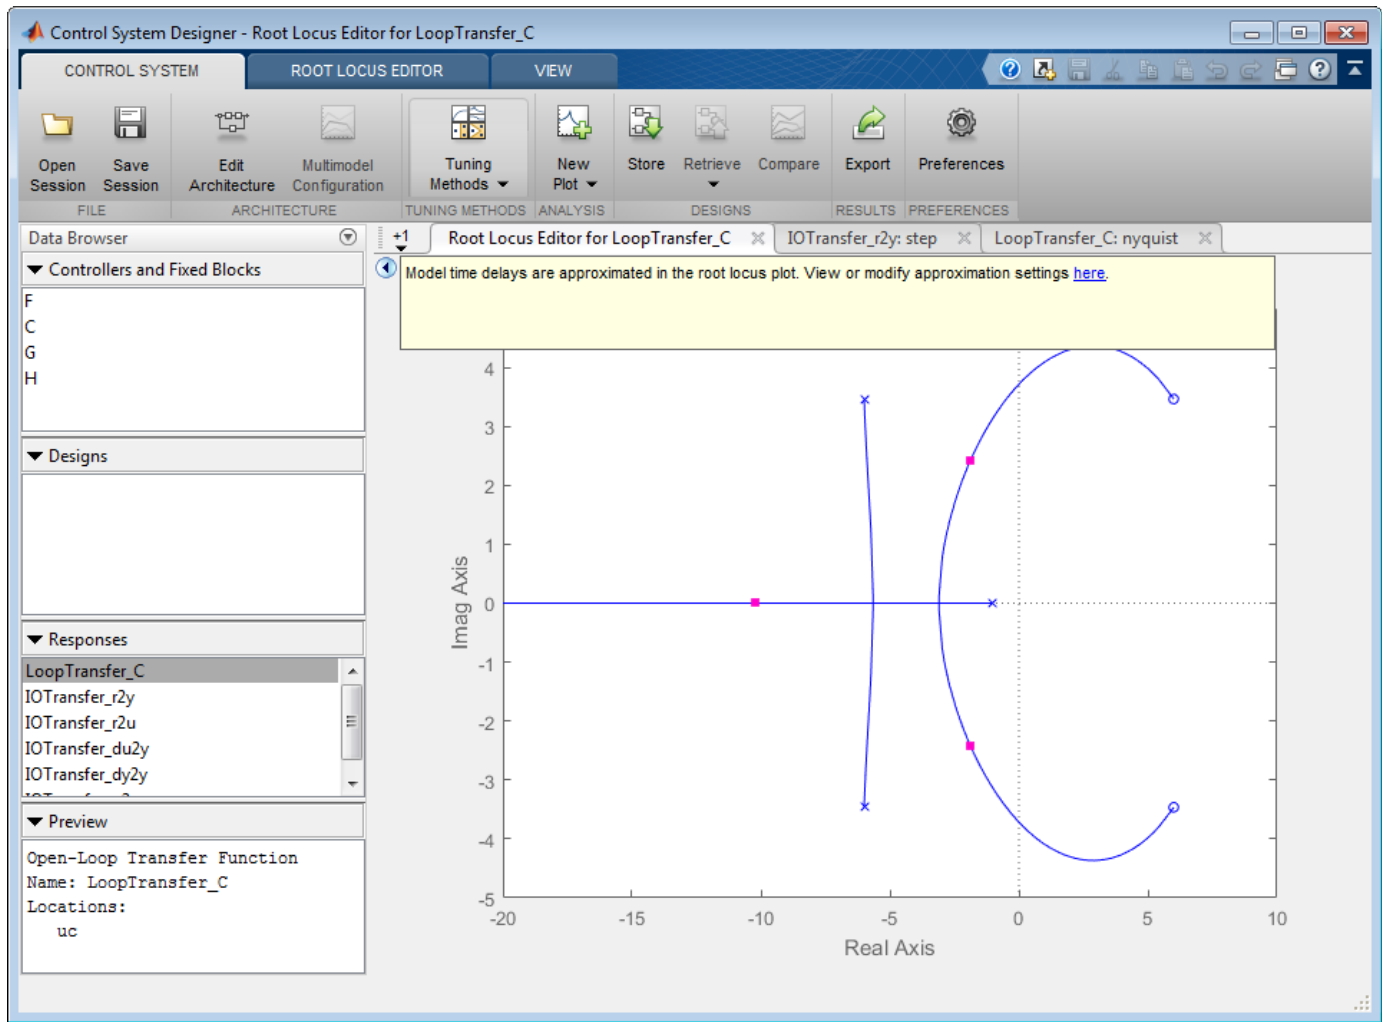 Control System Designer - Root Locus Editor for LoopTransfer_C
CONTROL SYSTEM ROOT LOCUS EDITOR VIEW
Open Session
Save Session
Edit Architecture
Multimodel Configuration
Tuning Methods
New Plot
Store
Retrieve
Compare
Export
Preferences
FILE ARCHITECTURE TUNING METHODS ANALYSIS DESIGNS RESULTS PREFERENCES
Data Browser
+1
Root Locus Editor for LoopTransfer_C
IOTransfer_r2y: step
LoopTransfer_C: nyquist
Controllers and Fixed Blocks
F
C
G
H
Designs
Responses
LoopTransfer_C
IOTransfer_r2y
IOTransfer_r2u
IOTransfer_du2y
IOTransfer_dy2y
Preview
Open-Loop Transfer Function
Name: LoopTransfer_C
Locations:
uc
Model time delays are approximated in the root locus plot. View or modify approximation settings here.
4
3
2
1
0
-1
-2
-3
-4
-5
Imag Axis
-20 -15 -10 -5 0 5 10
Real Axis